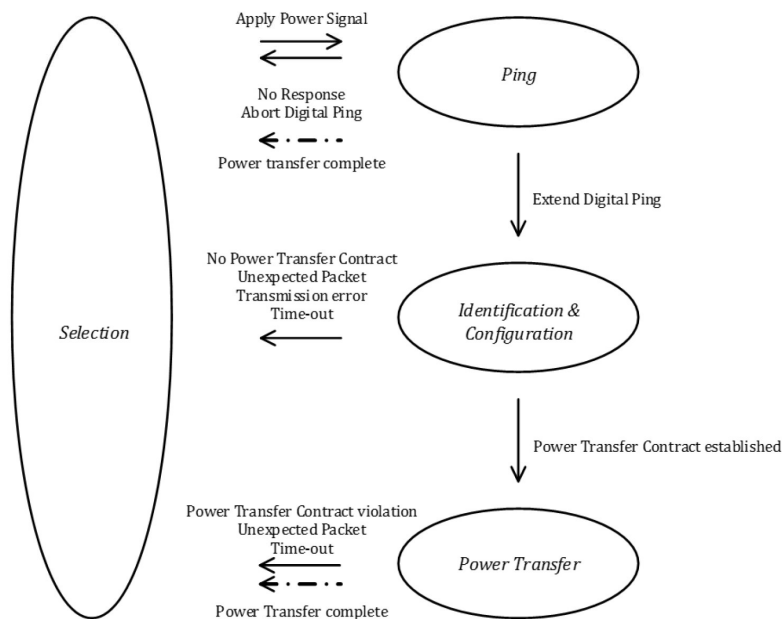 Apply Power Signal
Ping
No Response
Abort Digital Ping
Power transfer complete
Extend Digital Ping
No Power Transfer Contract
Unexpected Packet
Transmission error
Time-out
Selection
Identification &
Configuration
Power Transfer Contract established
Power Transfer Contract violation
Unexpected Packet
Time-out
Power Transfer
Power Transfer complete